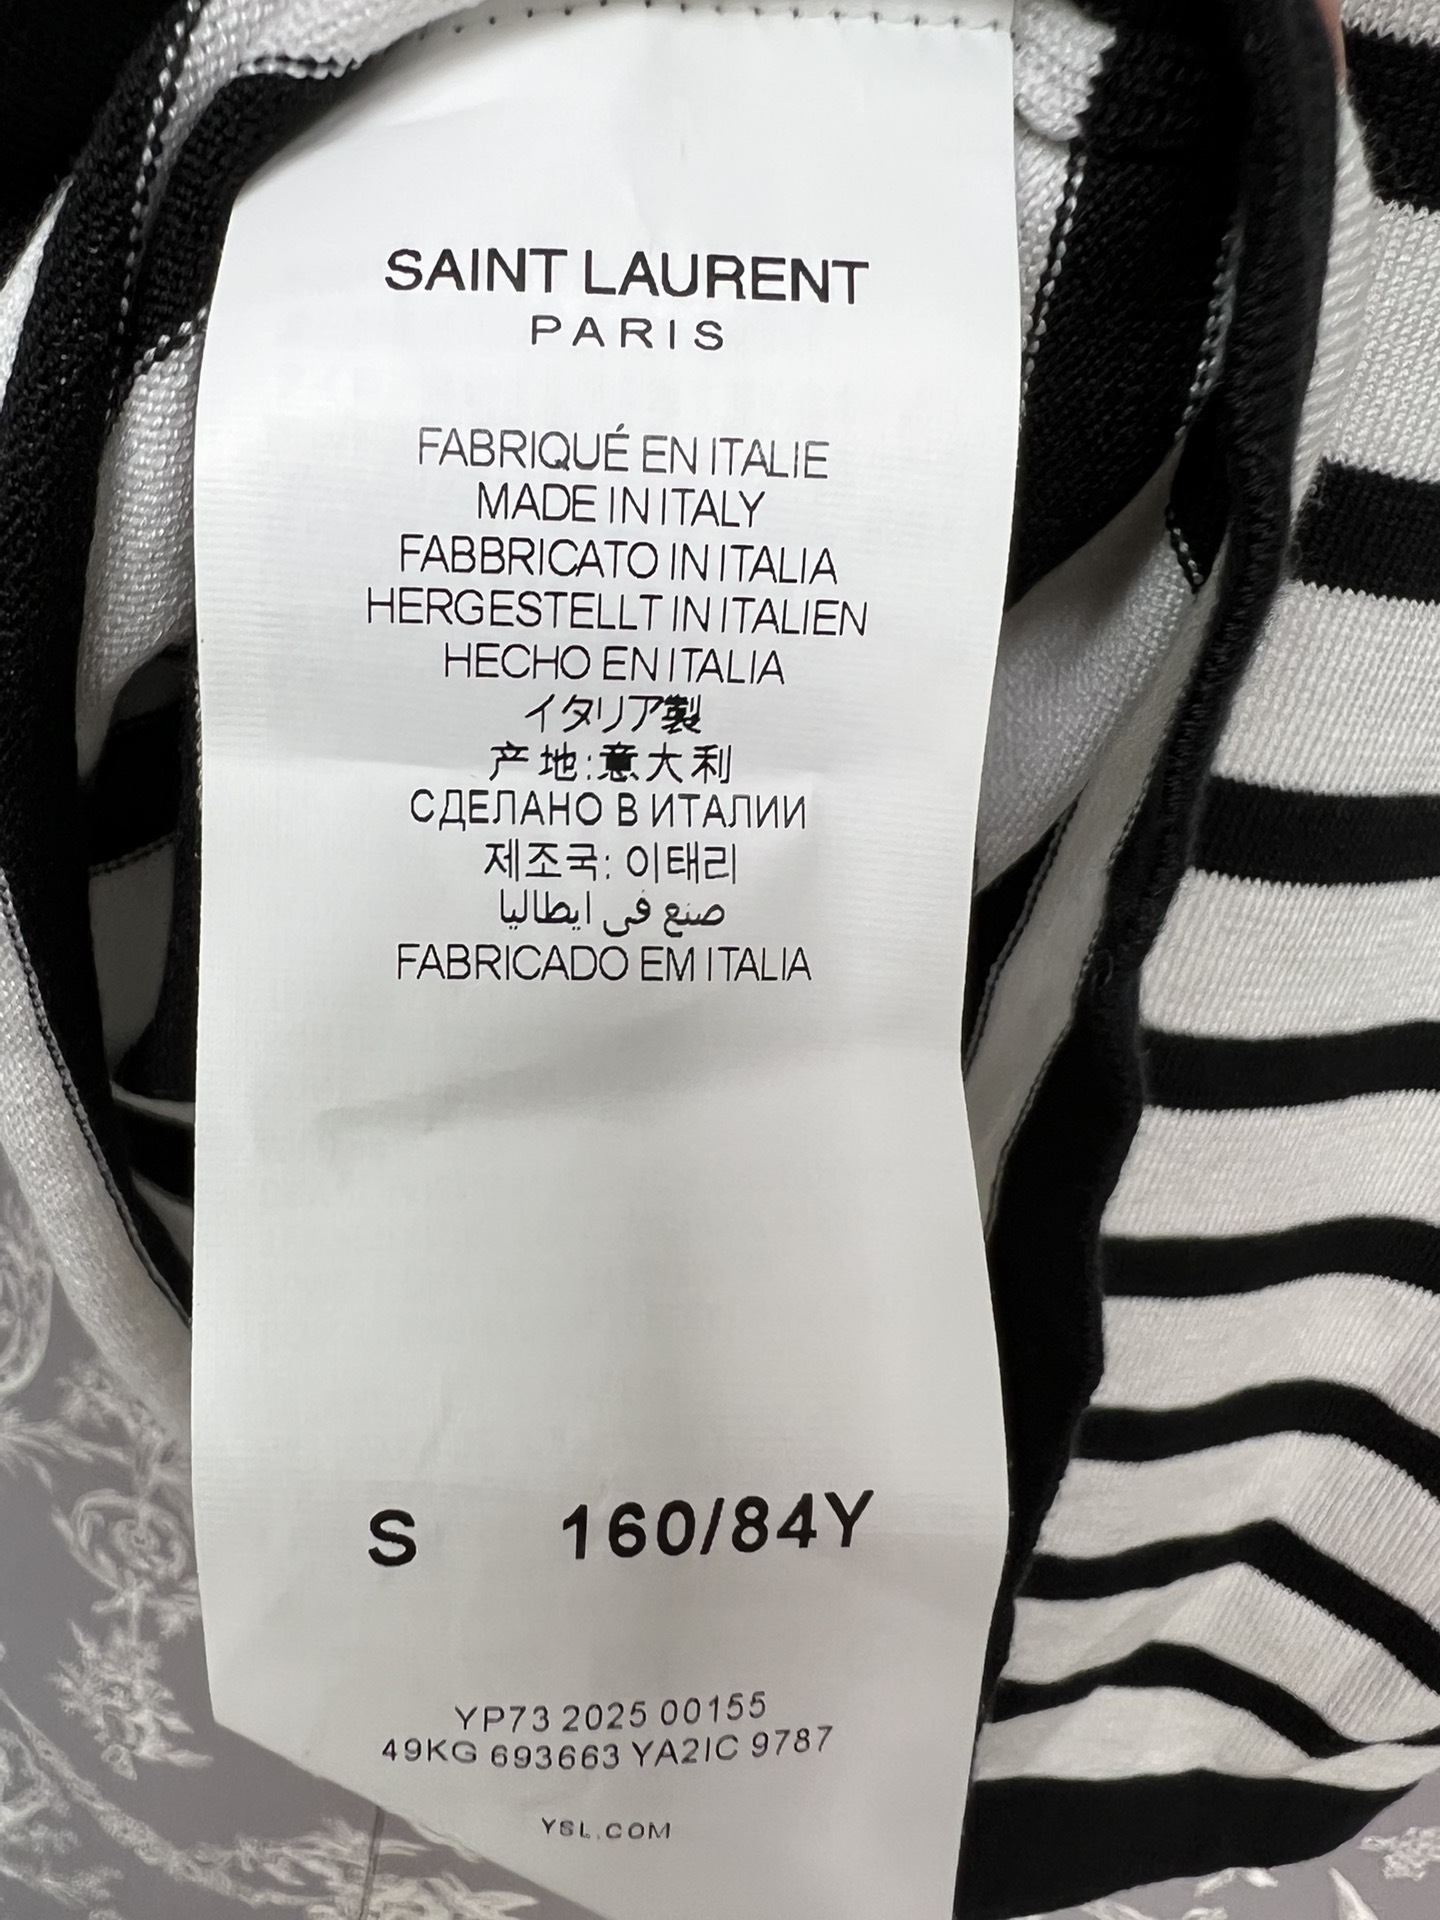 SAINT LAURENT
PARIS
FABRIQUÉ EN ITALIE
MADE IN ITALY
FABBRICATO IN ITALIA
HERGESTELLT IN ITALIEN
HECHO EN ITALIA
イタリア製
产地:意大利
СДЕЛАНО В ИТАЛИИ
제조국: 이태리
صنع في ايطاليا
FABRICADO EM ITALIA
S 160/84Y
YP73 2025 00155
49KG 693663 YA2IC 9787
YSL.COM